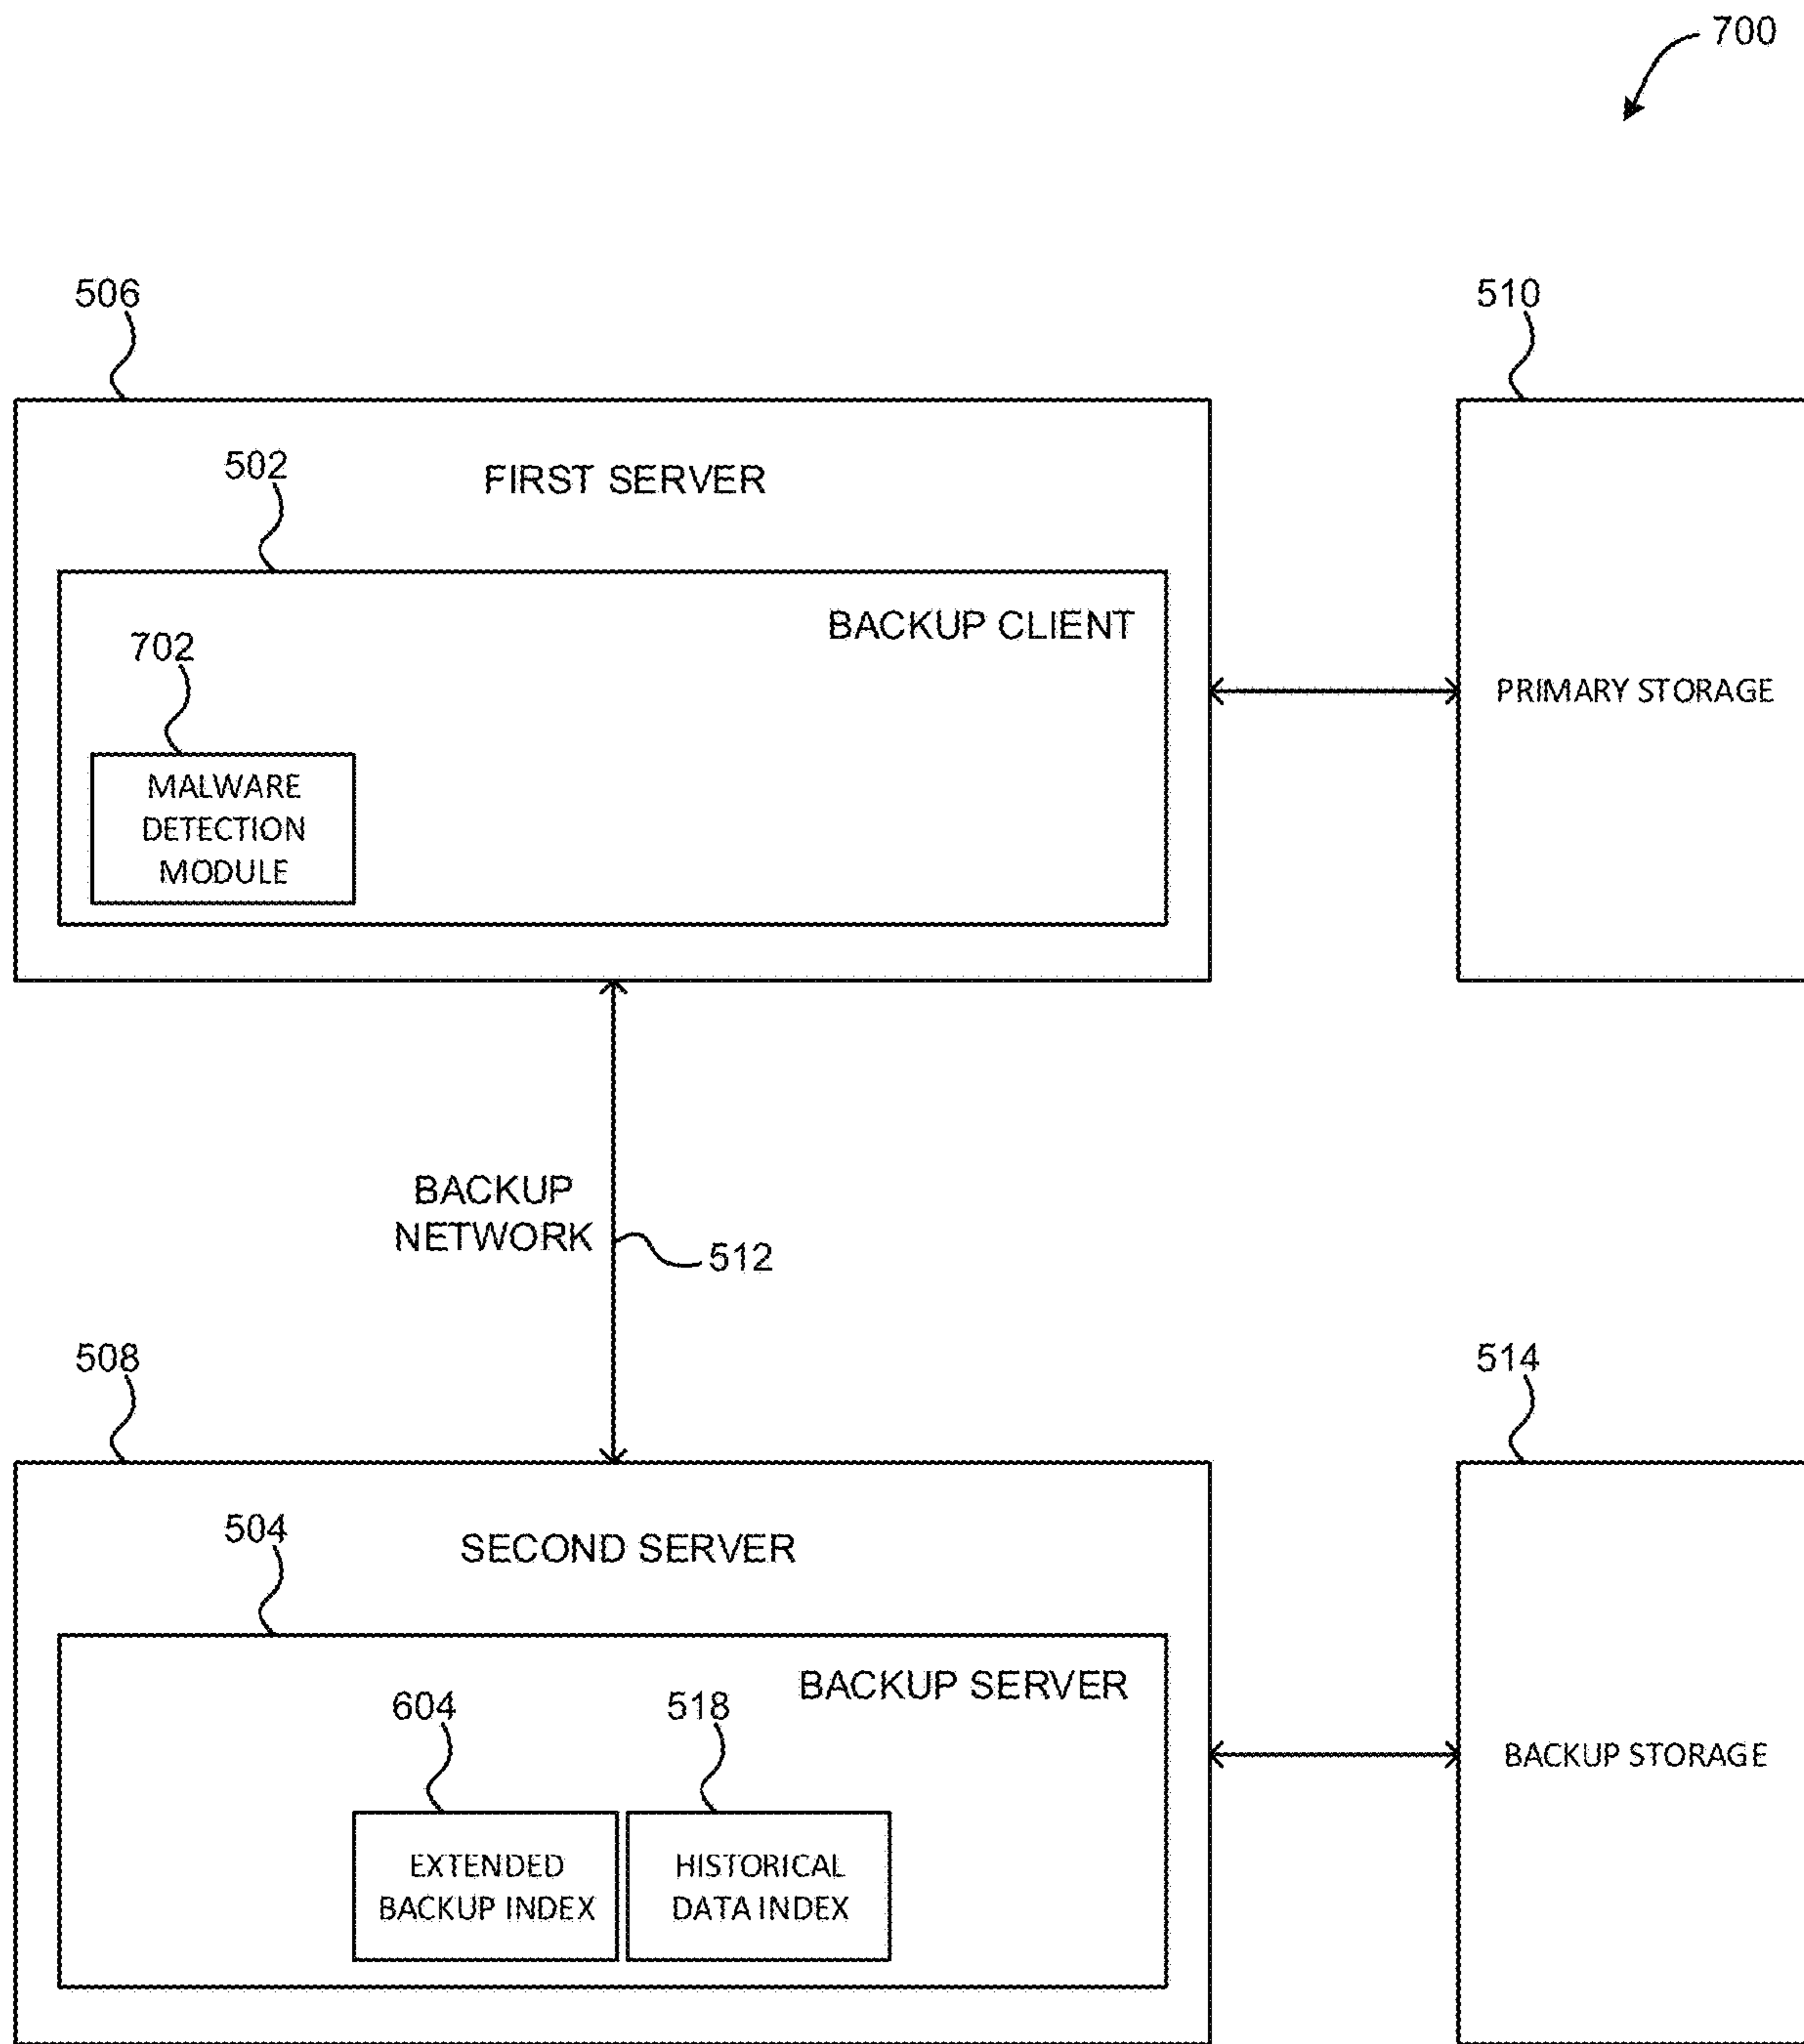 700
506
510
502
FIRST SERVER
BACKUP CLIENT
702
MALWARE
DETECTION
MODULE
PRIMARY STORAGE
BACKUP
NETWORK
512
508
514
504
SECOND SERVER
BACKUP SERVER
604
518
EXTENDED
BACKUP INDEX
HISTORICAL
DATA INDEX
BACKUP STORAGE